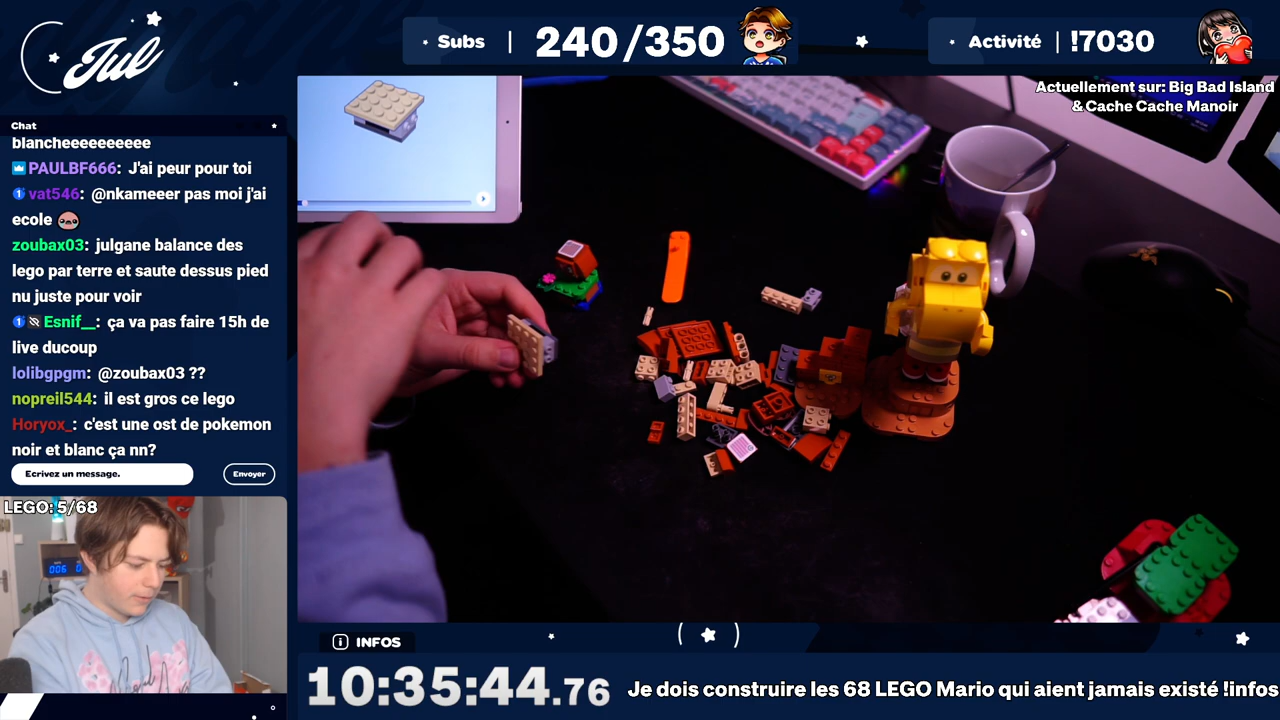 Jul
Subs | 240/350
Activité | !7030
Actuellement sur: Big Bad Island
& Cache Cache Manoir
Chat
blancheeeeeeeeee
PAULBF666: J'ai peur pour toi
vat546: @nkameeer pas moi j'ai
ecole
zoubax03: julgane balance des
lego par terre et saute dessus pied
nu juste pour voir
Esnif__: ça va pas faire 15h de
live ducoup
lolibgpgm: @zoubax03 ??
nopreil544: il est gros ce lego
Horyox_: c'est une ost de pokemon
noir et blanc ça nn?
Ecrivez un message.
Envoyer
LEGO: 5/68
INFOS
10:35:44.76
Je dois construire les 68 LEGO Mario qui aient jamais existé !infos